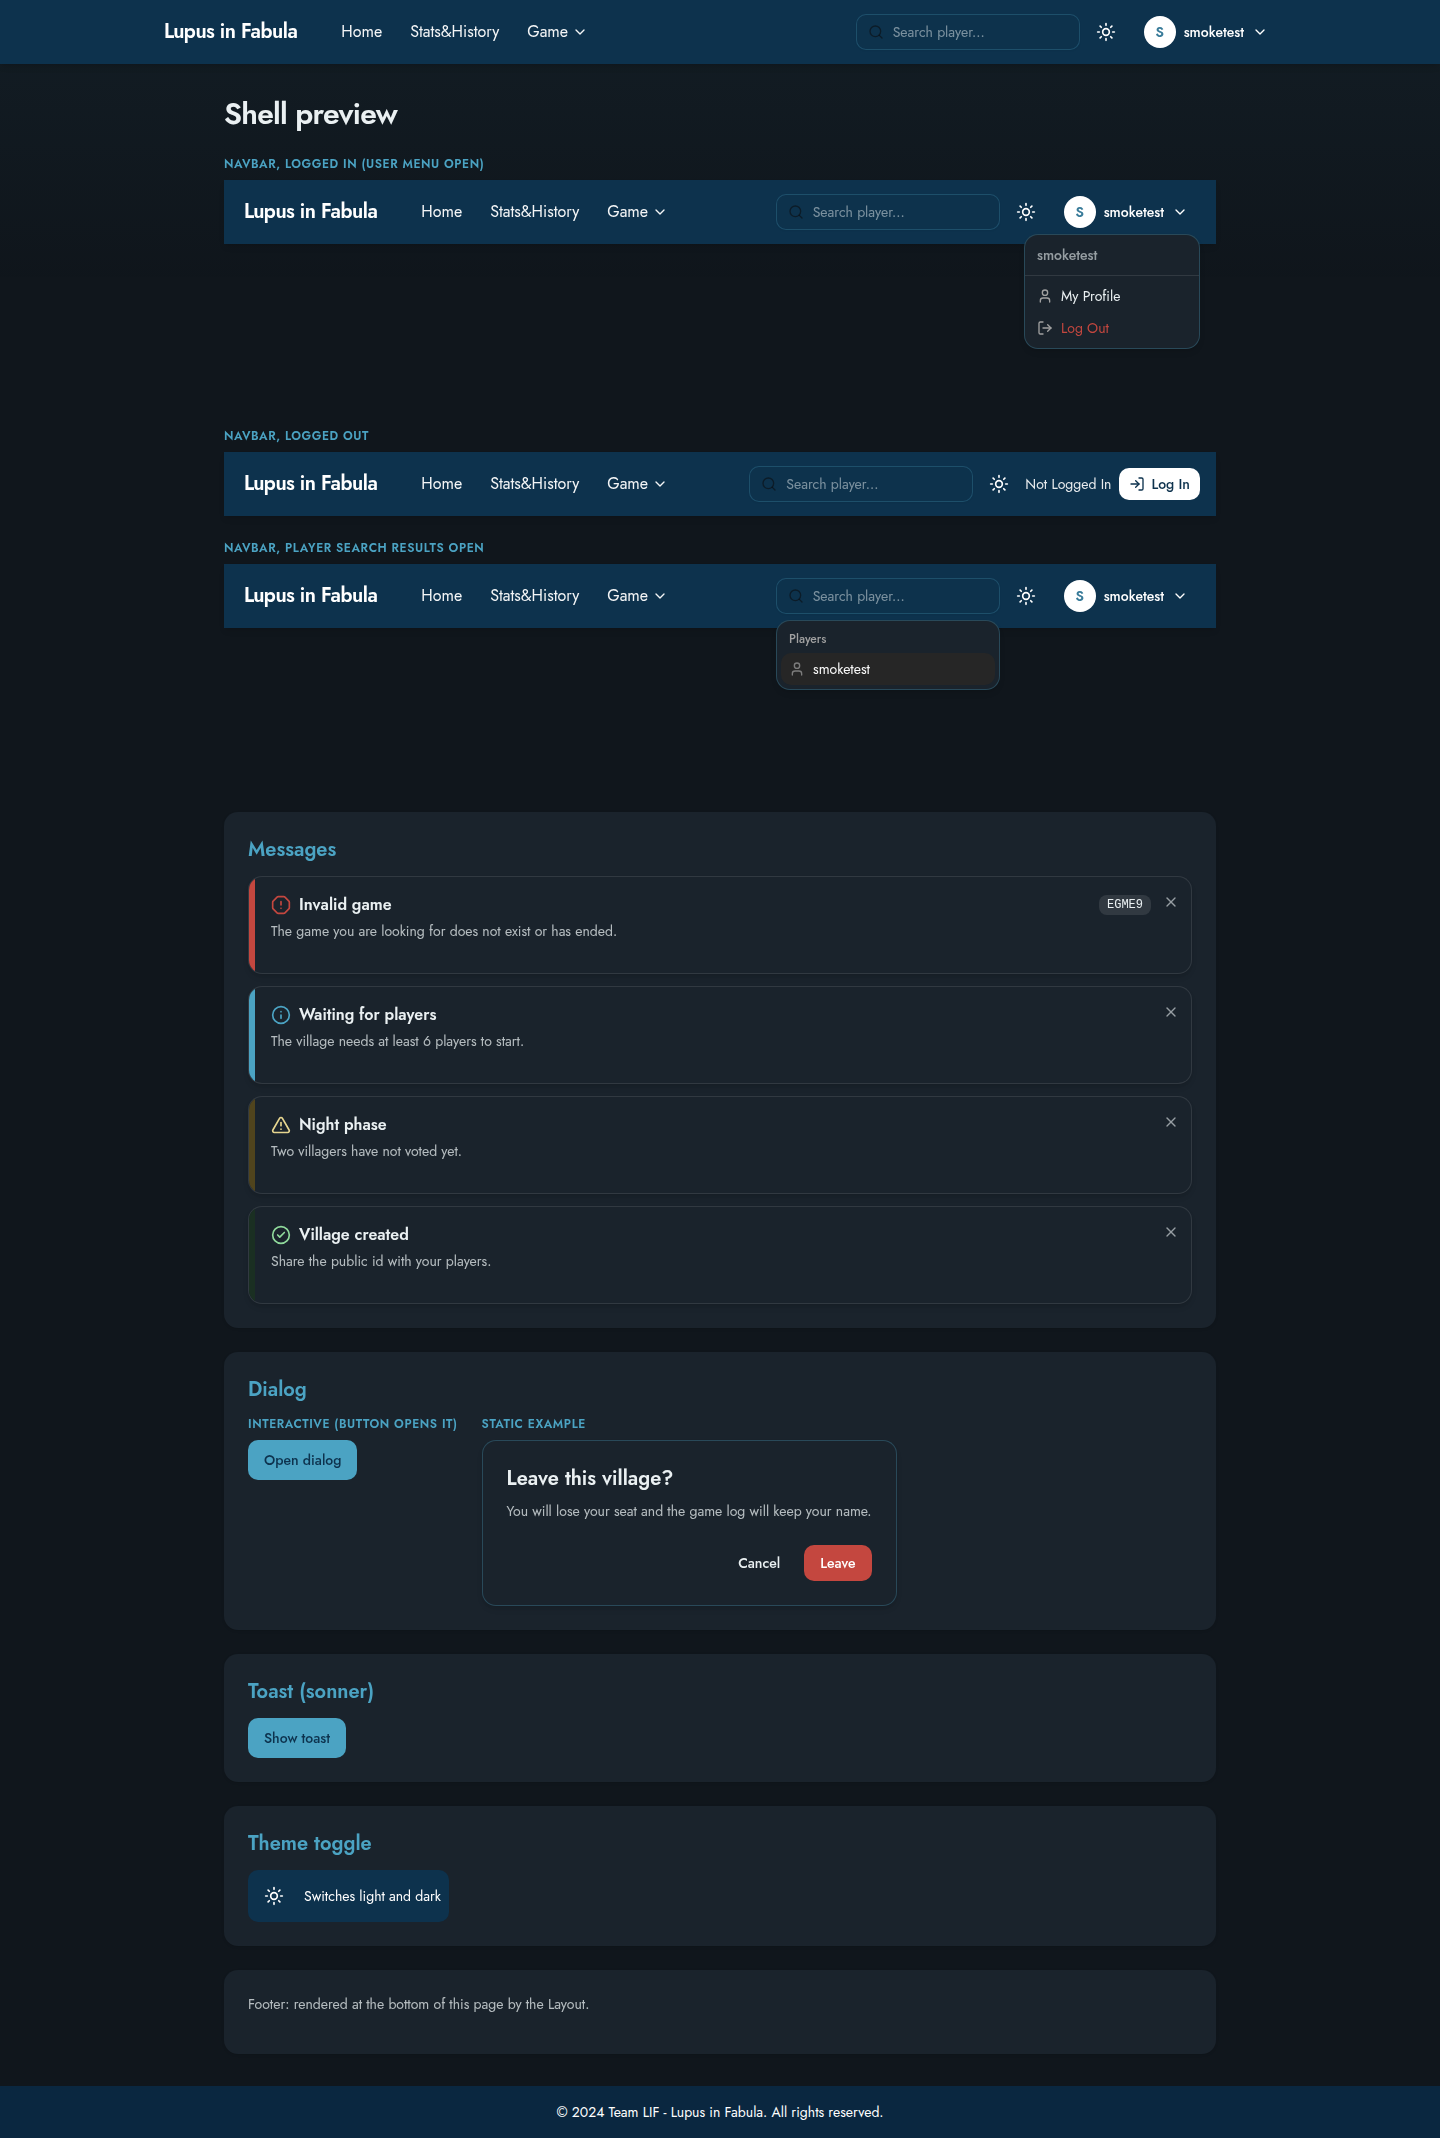 Lupus in Fabula Home Stats&History Game Search player... S smoketest
Shell preview
NAVBAR, LOGGED IN (USER MENU OPEN)
Lupus in Fabula Home Stats&History Game Search player... S smoketest
smoketest
My Profile
Log Out
NAVBAR, LOGGED OUT
Lupus in Fabula Home Stats&History Game Search player... Not Logged In Log In
NAVBAR, PLAYER SEARCH RESULTS OPEN
Lupus in Fabula Home Stats&History Game Search player... S smoketest
Players
smoketest
Messages
Invalid game EGME9
The game you are looking for does not exist or has ended.
Waiting for players
The village needs at least 6 players to start.
Night phase
Two villagers have not voted yet.
Village created
Share the public id with your players.
Dialog
INTERACTIVE (BUTTON OPENS IT) STATIC EXAMPLE
Open dialog
Leave this village?
You will lose your seat and the game log will keep your name.
Cancel Leave
Toast (sonner)
Show toast
Theme toggle
Switches light and dark
Footer: rendered at the bottom of this page by the Layout.
© 2024 Team LIF - Lupus in Fabula. All rights reserved.